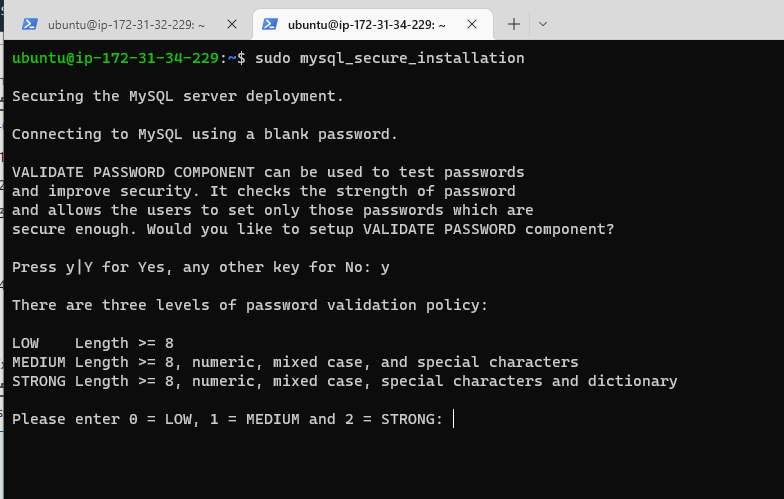 ubuntu@ip-172-31-32-229: ~
ubuntu@ip-172-31-34-229: ~
ubuntu@ip-172-31-34-229:~$ sudo mysql_secure_installation
Securing the MySQL server deployment.
Connecting to MySQL using a blank password.
VALIDATE PASSWORD COMPONENT can be used to test passwords
and improve security. It checks the strength of password
and allows the users to set only those passwords which are
secure enough. Would you like to setup VALIDATE PASSWORD component?
Press y|Y for Yes, any other key for No: y
There are three levels of password validation policy:
LOW    Length >= 8
MEDIUM Length >= 8, numeric, mixed case, and special characters
STRONG Length >= 8, numeric, mixed case, special characters and dictionary
Please enter 0 = LOW, 1 = MEDIUM and 2 = STRONG: